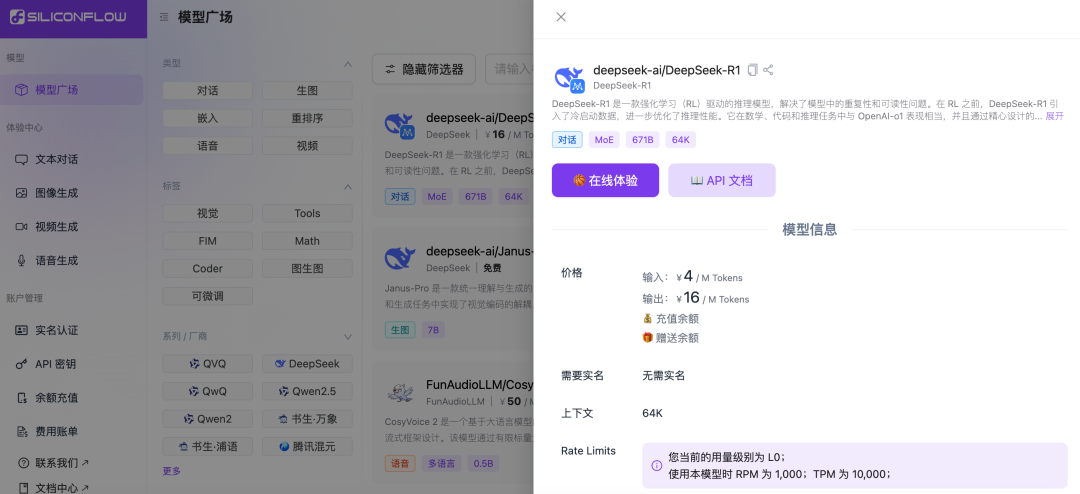 SILICONFLOW
模型
模型广场
体验中心
文本对话
图像生成
视频生成
语音生成
账户管理
实名认证
API 密钥
余额充值
费用账单
联系我们
文档中心
模型广场
类型
对话
生图
嵌入
重排序
语音
视频
标签
视觉
Tools
FIM
Math
Coder
图生图
可微调
系列 / 厂商
QVQ
DeepSeek
QwQ
Qwen2.5
Qwen2
书生·万象
书生·浦语
腾讯混元
更多
隐藏筛选器
请输入
deepseek-ai/Deep
DeepSeek | ¥ 16 / M To
DeepSeek-R1 是一款强化学习（RL）
和可读性问题。在 RL 之前，DeepSe
对话 MoE 671B 64K
deepseek-ai/Janus-
DeepSeek | 免费
Janus-Pro 是一款统一理解与生成的
和生成任务中实现了视觉编码的解耦
生图 7B
FunAudioLLM/Cosy
FunAudioLLM | ¥ 50 / M
CosyVoice 2 是一个基于大语言模型
流式框架设计。该模型通过有限标量
语音 多语言 0.5B
deepseek-ai/DeepSeek-R1
DeepSeek-R1
DeepSeek-R1 是一款强化学习（RL）驱动的推理模型，解决了模型中的重复性和可读性问题。在 RL 之前，DeepSeek-R1 引
入了冷启动数据，进一步优化了推理性能。它在数学、代码和推理任务中与 OpenAI-o1 表现相当，并且通过精心设计的... 展开
对话 MoE 671B 64K
在线体验
API 文档
模型信息
价格
输入： ¥ 4 / M Tokens
输出： ¥ 16 / M Tokens
充值余额
赠送余额
需要实名 无需实名
上下文 64K
Rate Limits
您当前的用量级别为 L0；
使用本模型时 RPM 为 1,000；TPM 为 10,000；